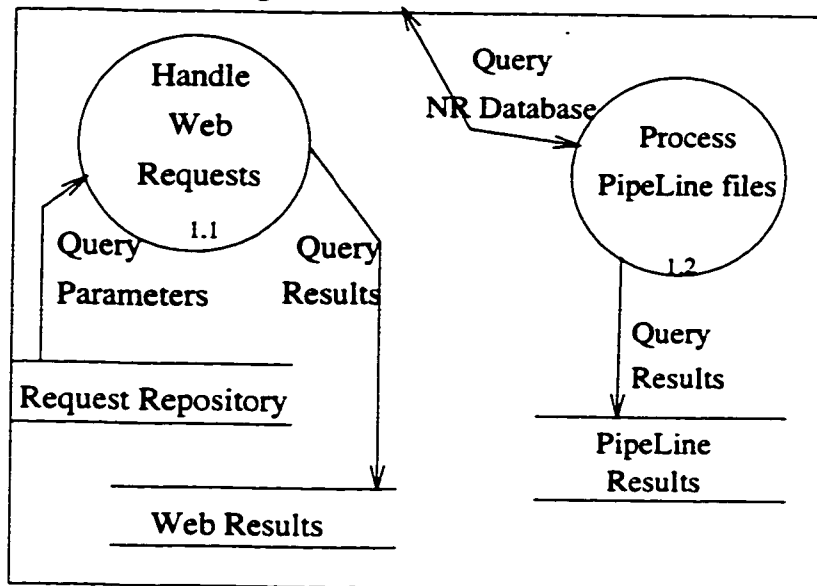 Handle
Web
Requests
1.1
Query
Parameters
Query
Results
Request Repository
Web Results
Query
NR Database
Process
PipeLine files
1.2
Query
Results
PipeLine
Results